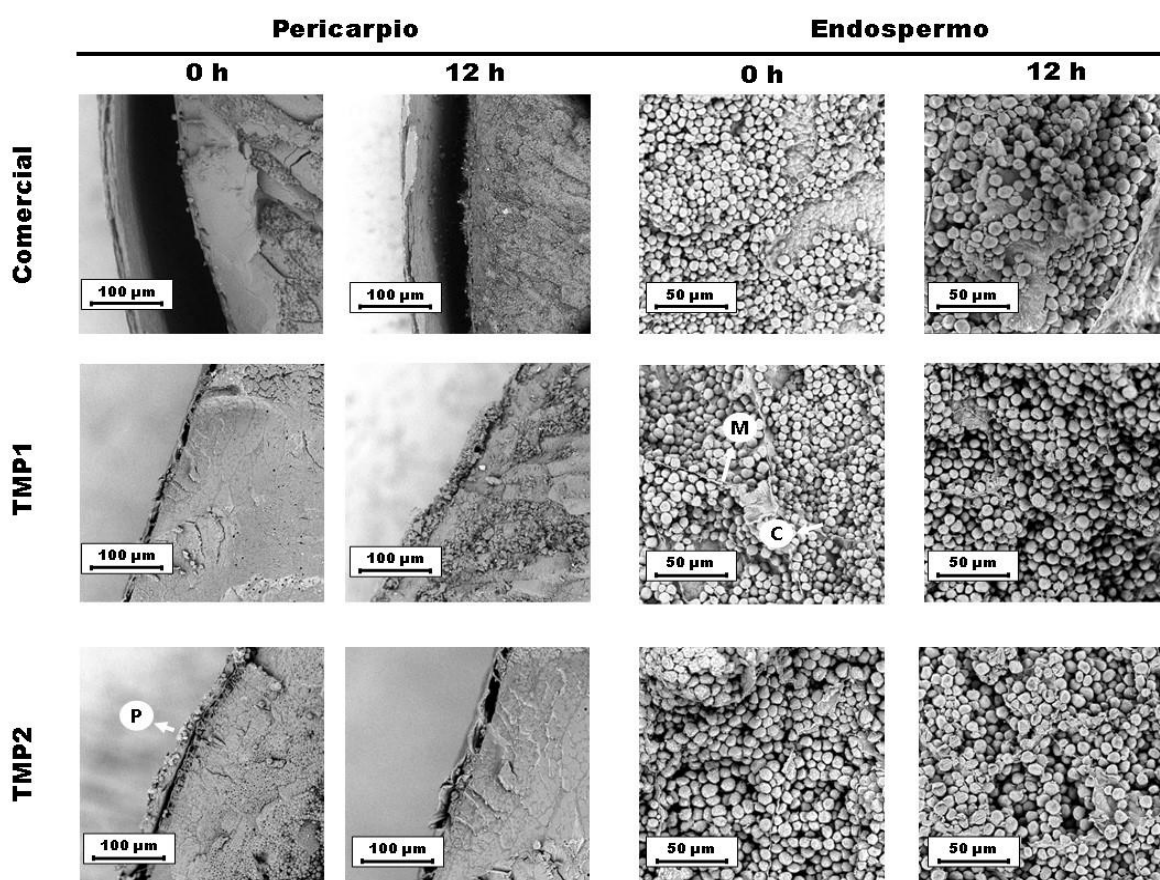 Pericarpio Endospermo
0 h 12 h 0 h 12 h
Comercial
100 µm 100 µm 50 µm 50 µm
TMP1
M
C
100 µm 100 µm 50 µm 50 µm
TMP2
P
100 µm 100 µm 50 µm 50 µm